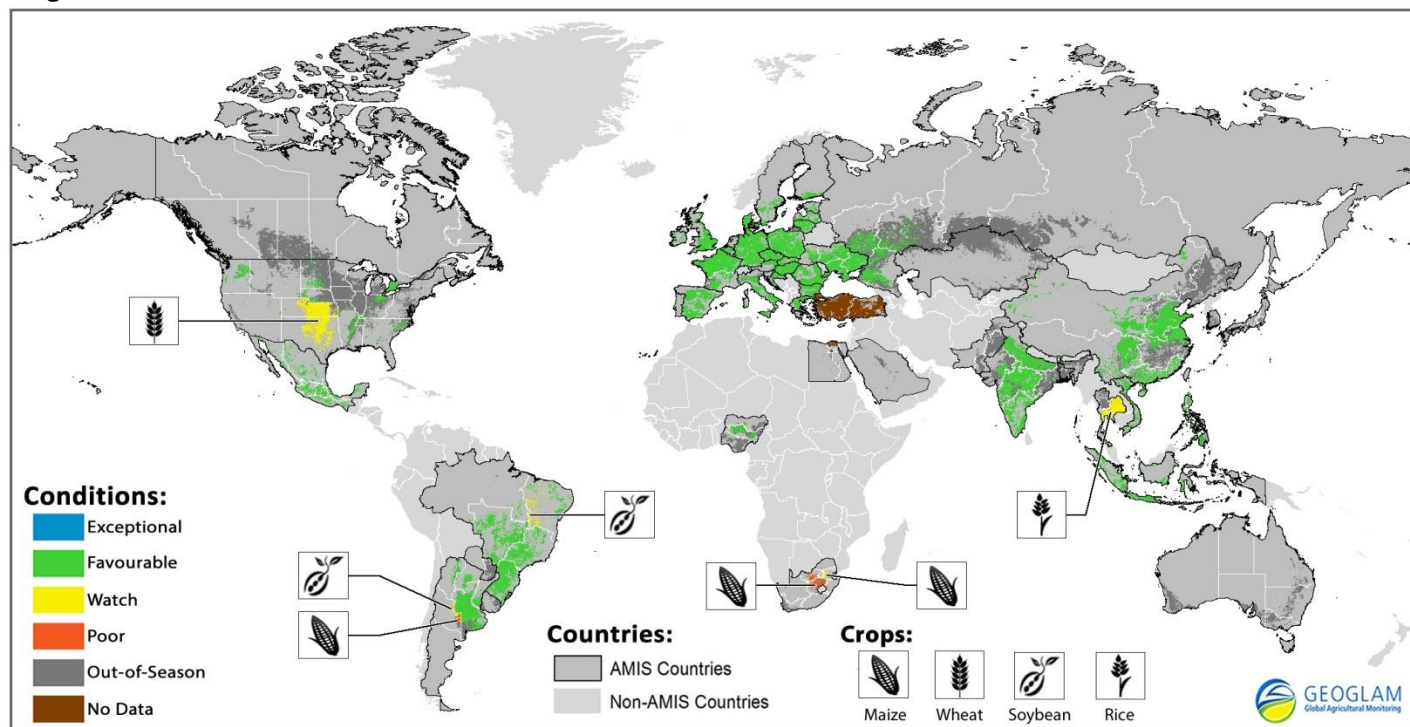 Conditions:
Exceptional
Favourable
Watch
Poor
Out-of-Season
No Data
Countries:
AMIS Countries
Non-AMIS Countries
Crops:
Maize
Wheat
Soybean
Rice
GEOGLAM
Global Agricultural Monitoring